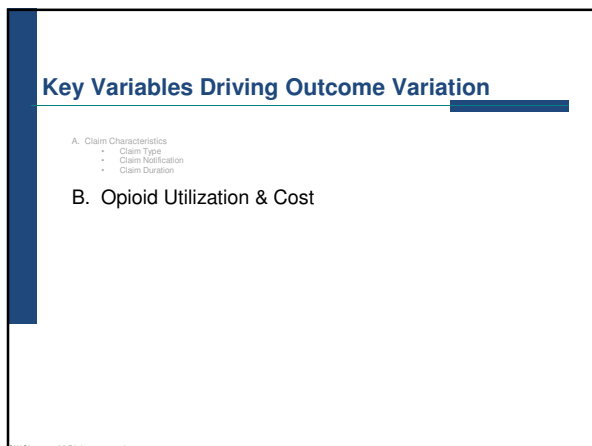 Key Variables Driving Outcome Variation
A. Claim Characteristics
• Claim Type
• Claim Notification
• Claim Duration
B. Opioid Utilization & Cost